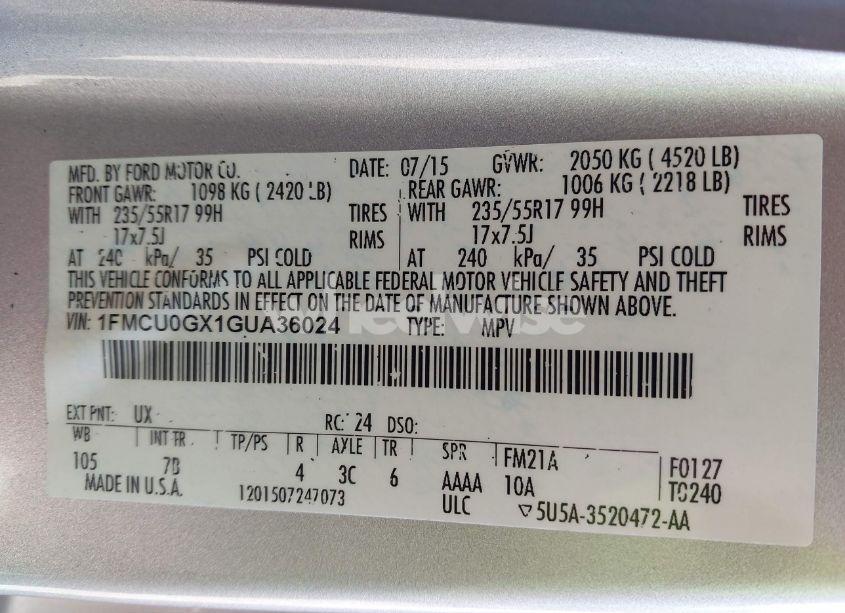 MFD. BY FORD MOTOR CO. DATE: 07/15 GVWR: 2050 KG ( 4520 LB)
FRONT GAWR: 1098 KG ( 2420 LB) REAR GAWR: 1006 KG ( 2218 LB)
WITH 235/55R17 99H TIRES WITH 235/55R17 99H TIRES
17x7.5J RIMS 17x7.5J RIMS
AT 240 kPa/ 35 PSI COLD AT 240 kPa/ 35 PSI COLD
THIS VEHICLE CONFORMS TO ALL APPLICABLE FEDERAL MOTOR VEHICLE SAFETY AND THEFT
PREVENTION STANDARDS IN EFFECT ON THE DATE OF MANUFACTURE SHOWN ABOVE.
VIN: 1FMCU0GX1GUA36024 TYPE: MPV
EXT PNT: UX RC: 24 DSO:
WB INT TR TP/PS R AXLE TR SPR FM21A F0127
105 7B 4 3C 6 AAAA 10A T0240
MADE IN U.S.A. 1201507247073 ULC 5U5A-3520472-AA